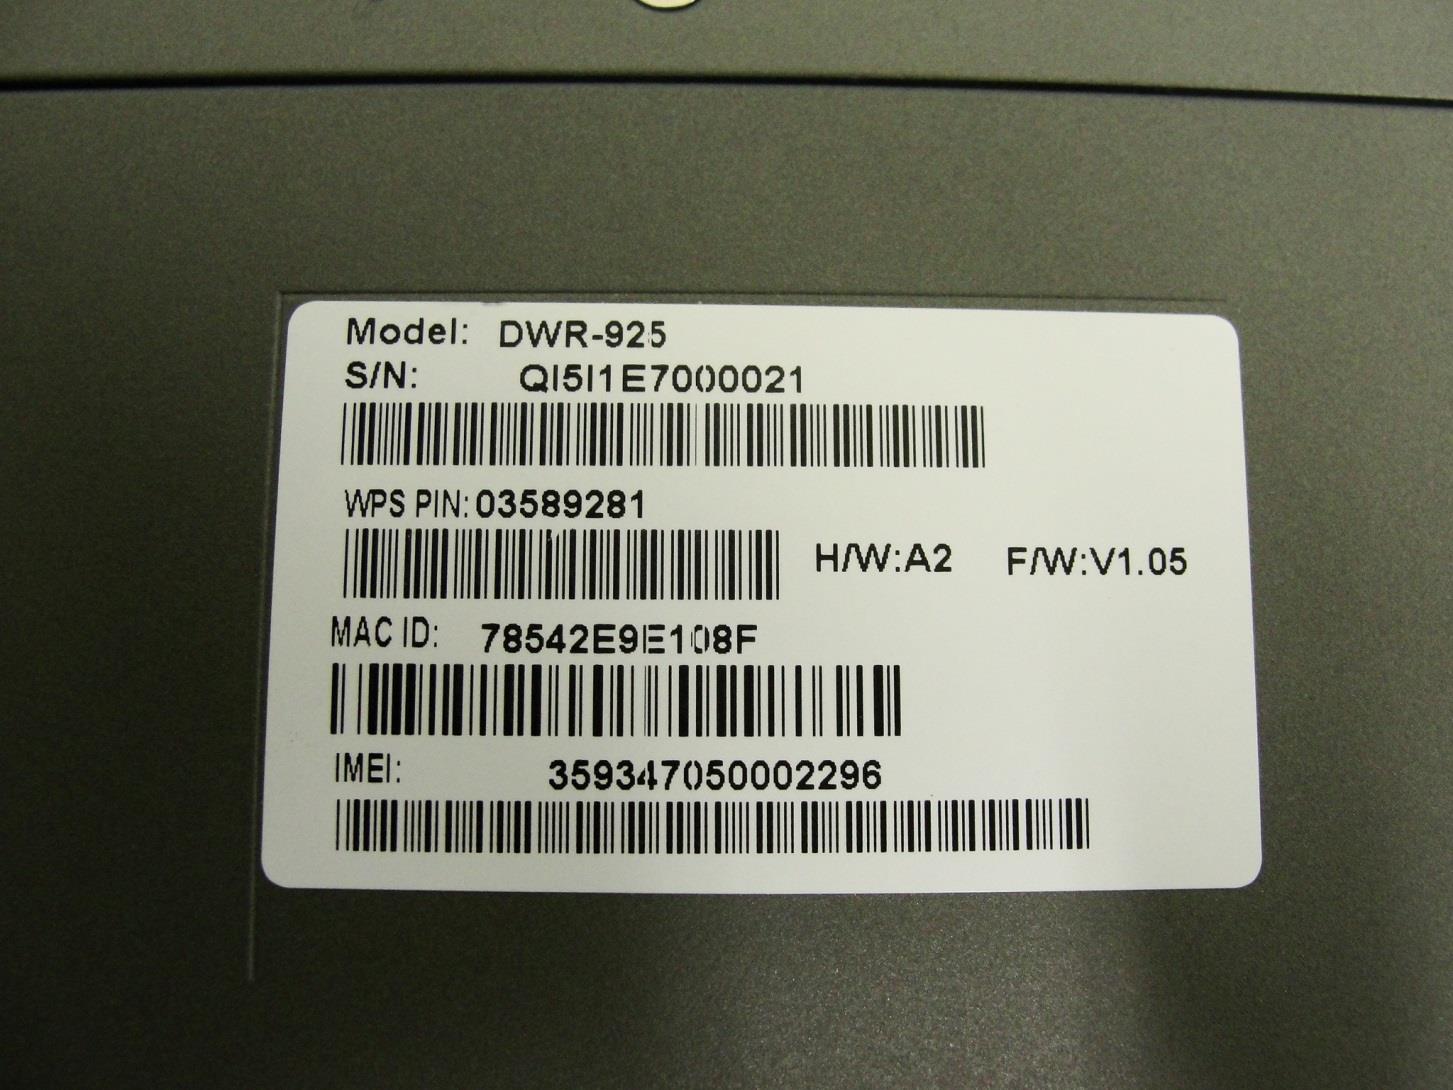 Model: DWR-925
S/N: QI5I1E7000021
WPS PIN: 03589281
H/W:A2 F/W:V1.05
MAC ID: 78542E9E108F
IMEI: 359347050002296